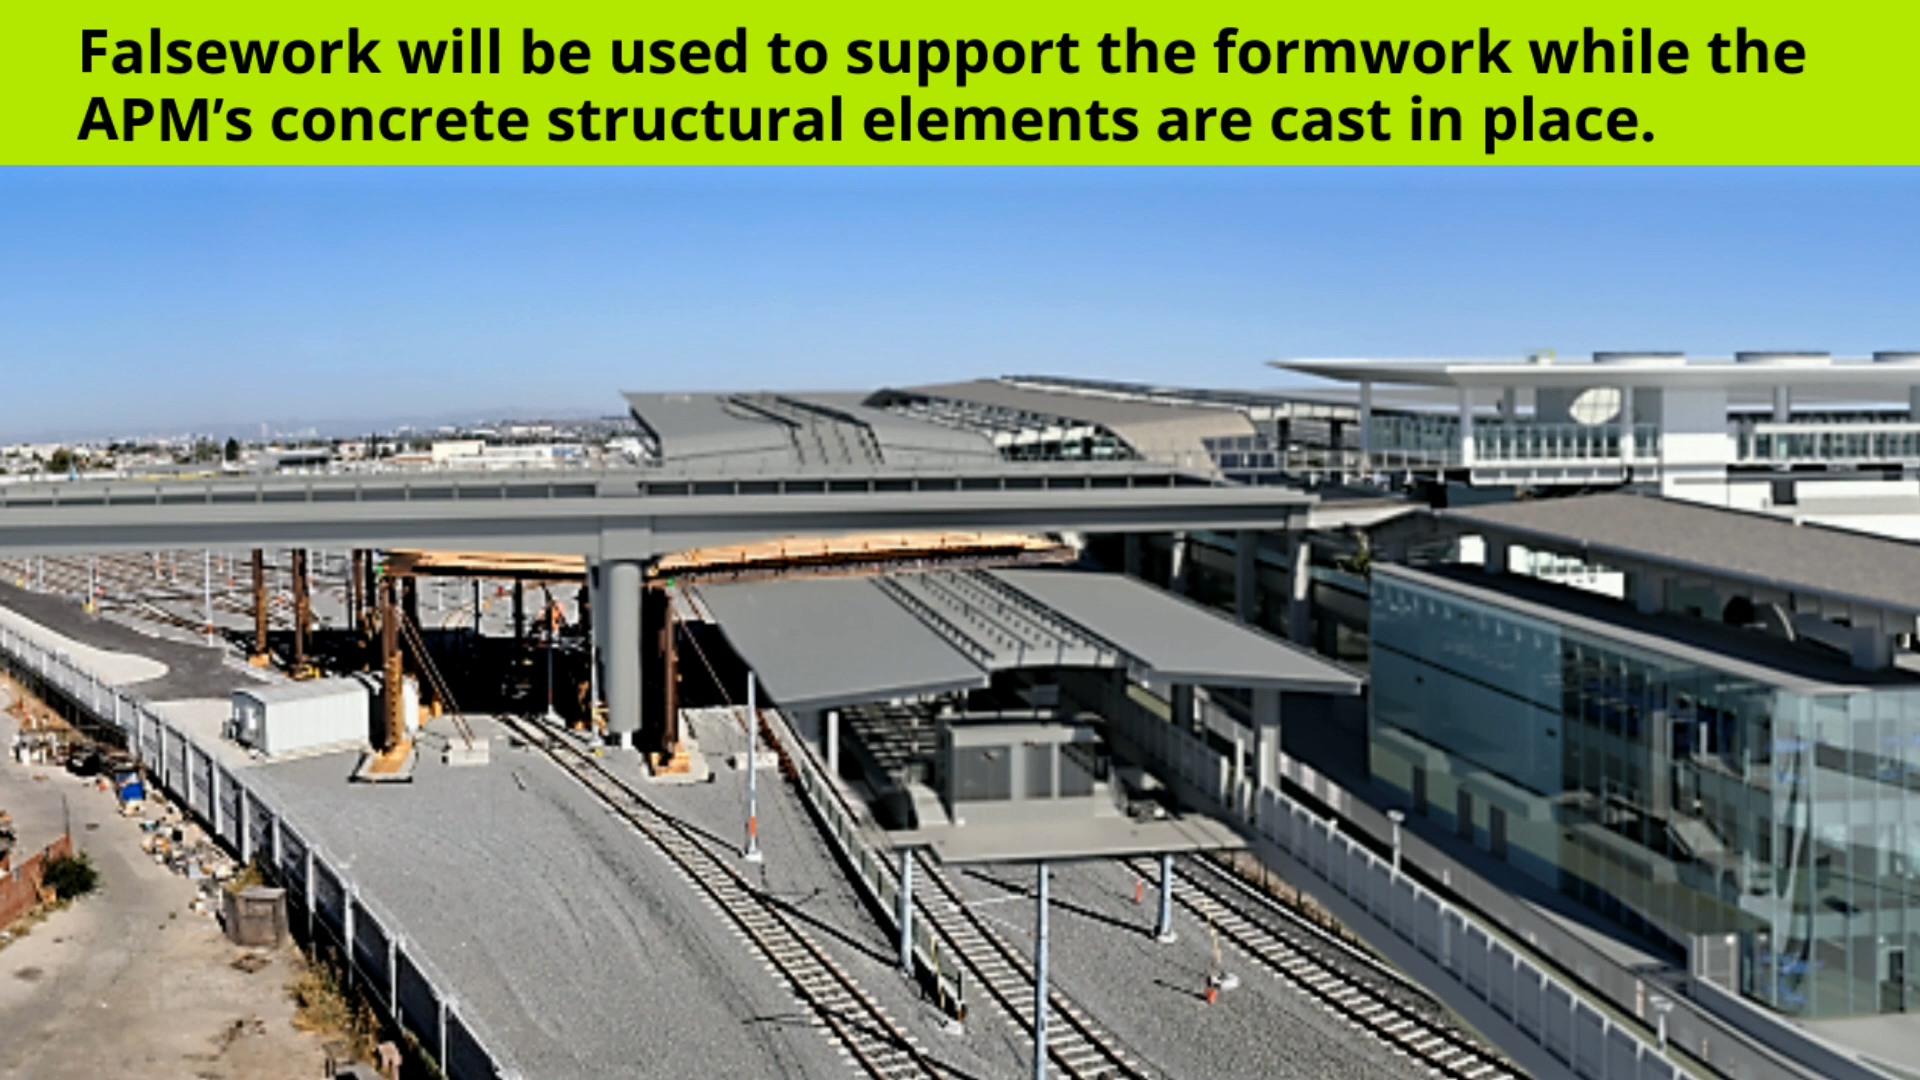 Falsework will be used to support the formwork while the
APM’s concrete structural elements are cast in place.